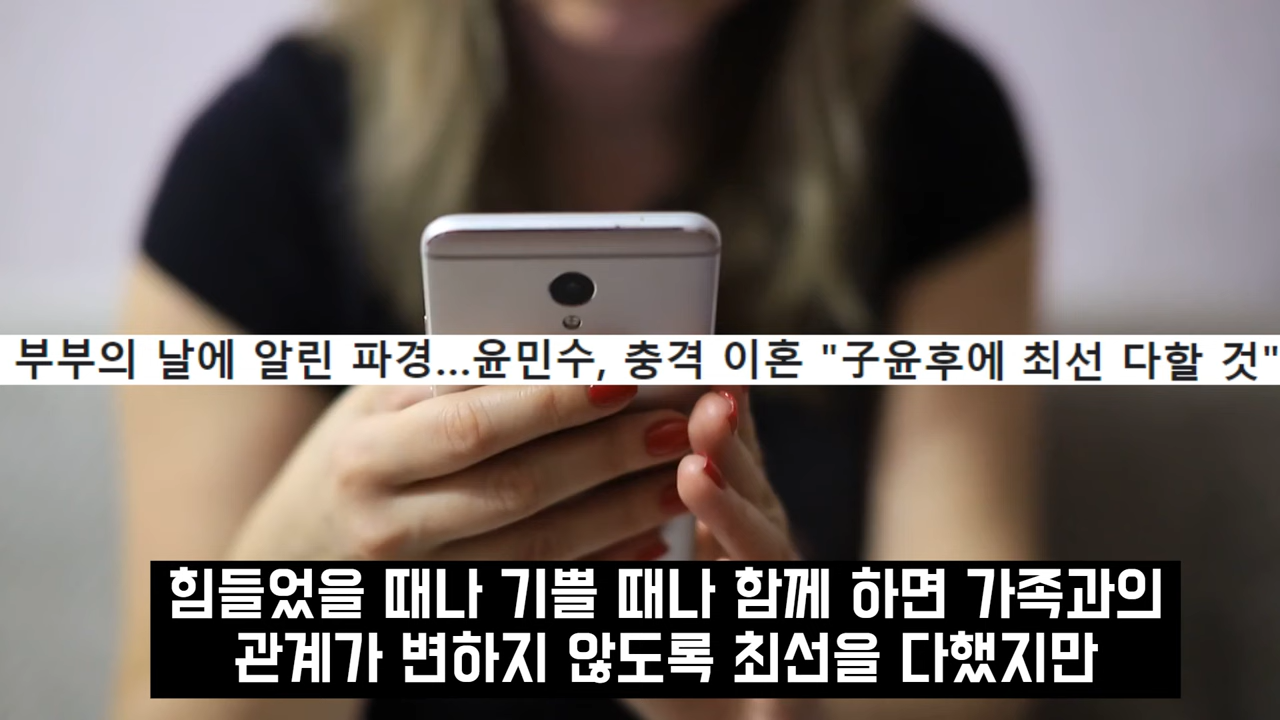 부부의 날에 알린 파경...윤민수, 충격 이혼 "子윤후에 최선 다할 것"
힘들었을 때나 기쁠 때나 함께 하면 가족과의
관계가 변하지 않도록 최선을 다했지만